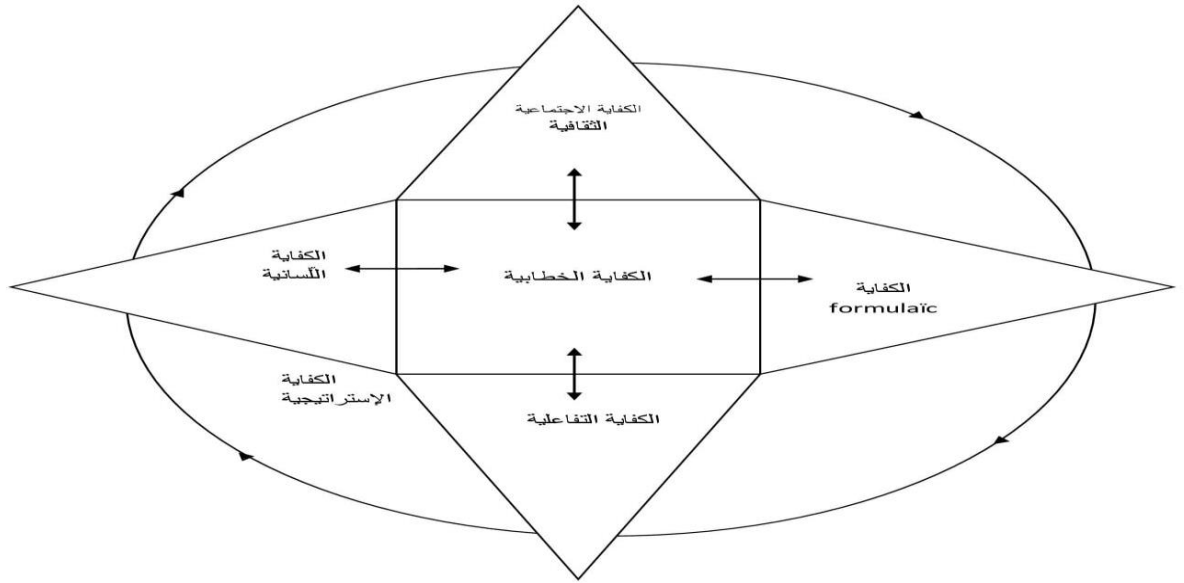 الكفاية الاجتماعية
الثقافية
الكفاية
اللّسانية
الكفاية الخطابية
الكفاية
formulaïc
الكفاية
الإستراتيجية
الكفاية التفاعلية